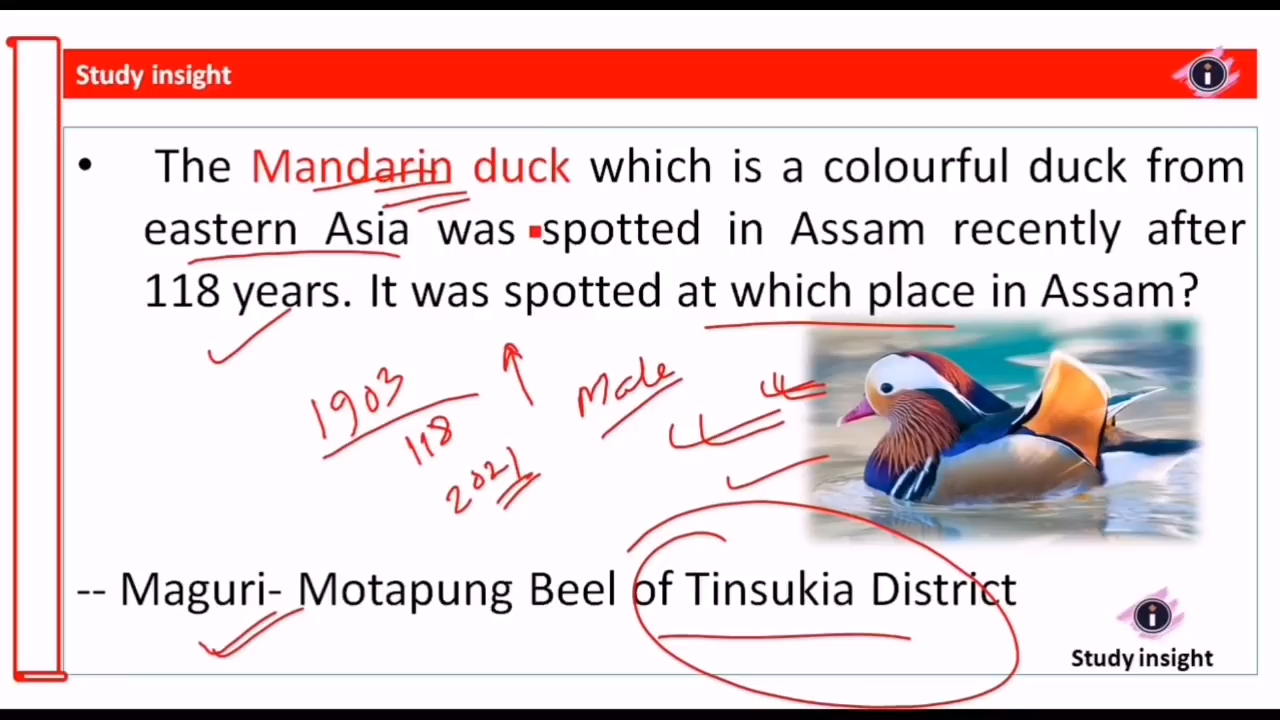 Study insight
• The Mandarin duck which is a colourful duck from
eastern Asia was spotted in Assam recently after
118 years. It was spotted at which place in Assam?
1903
118
2021
Male
-- Maguri- Motapung Beel of Tinsukia District
Study insight